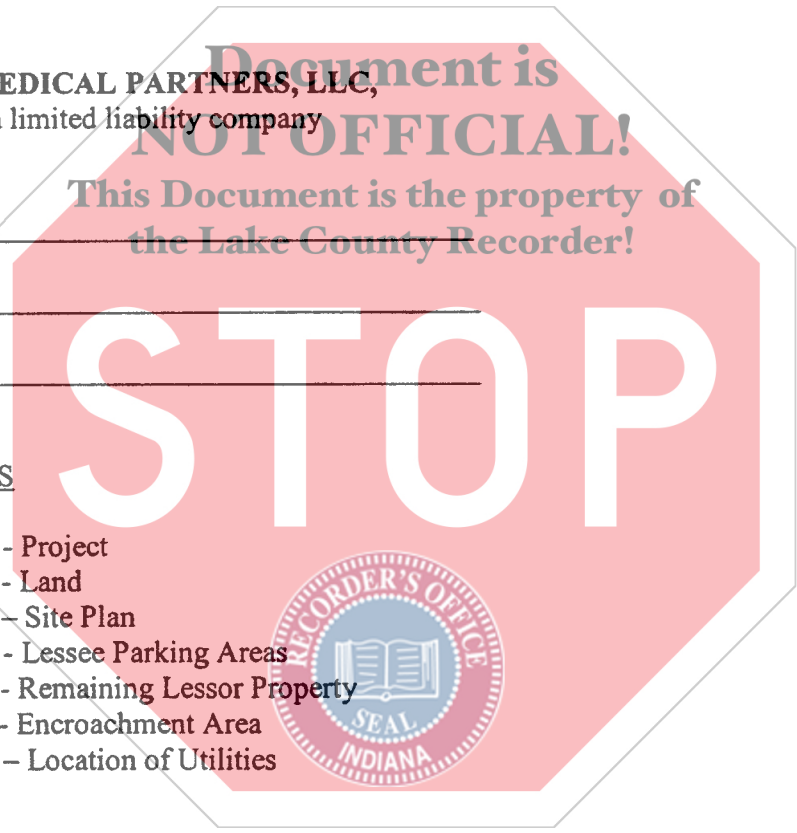 Document is
EDICAL PARTNERS, LLC,
limited liability company
NOT OFFICIAL!
This Document is the property of
the Lake County Recorder!
STOP
S
- Project
- Land
– Site Plan
- Lessee Parking Areas
- Remaining Lessor Property
- Encroachment Area
– Location of Utilities
RECORDER'S OFFICE
SEAL
INDIANA